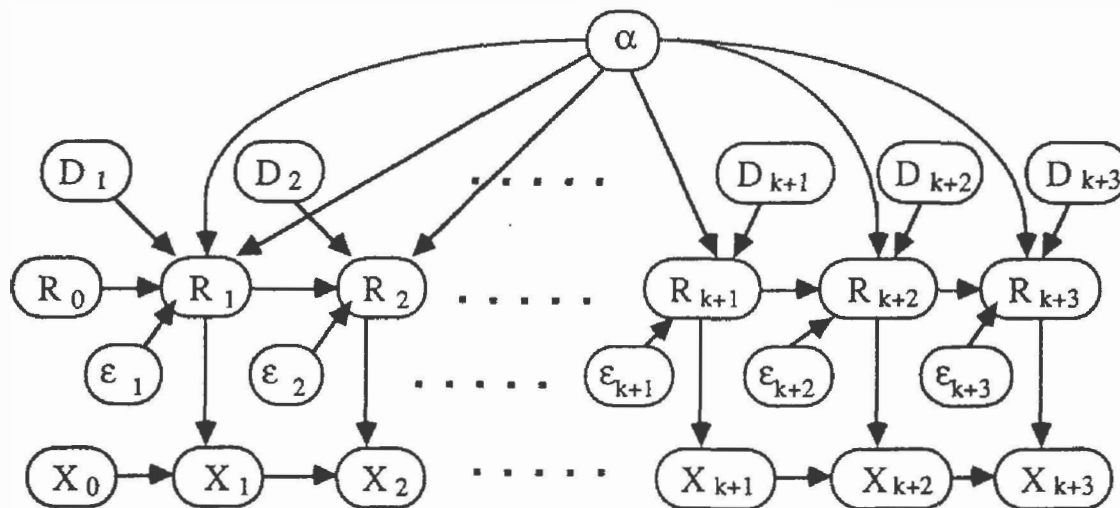 α
D 1 D 2 D k+1 D k+2 D k+3
R 0 R 1 R 2 R k+1 R k+2 R k+3
ε 1 ε 2 ε k+1 ε k+2 ε k+3
X 0 X 1 X 2 X k+1 X k+2 X k+3